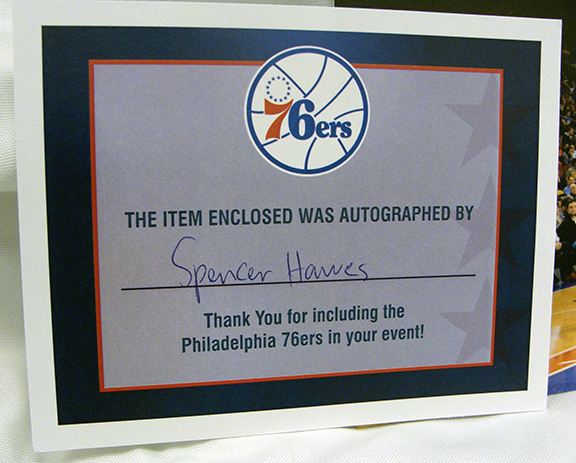 76ers
THE ITEM ENCLOSED WAS AUTOGRAPHED BY
Spencer Hawes
Thank You for including the
Philadelphia 76ers in your event!